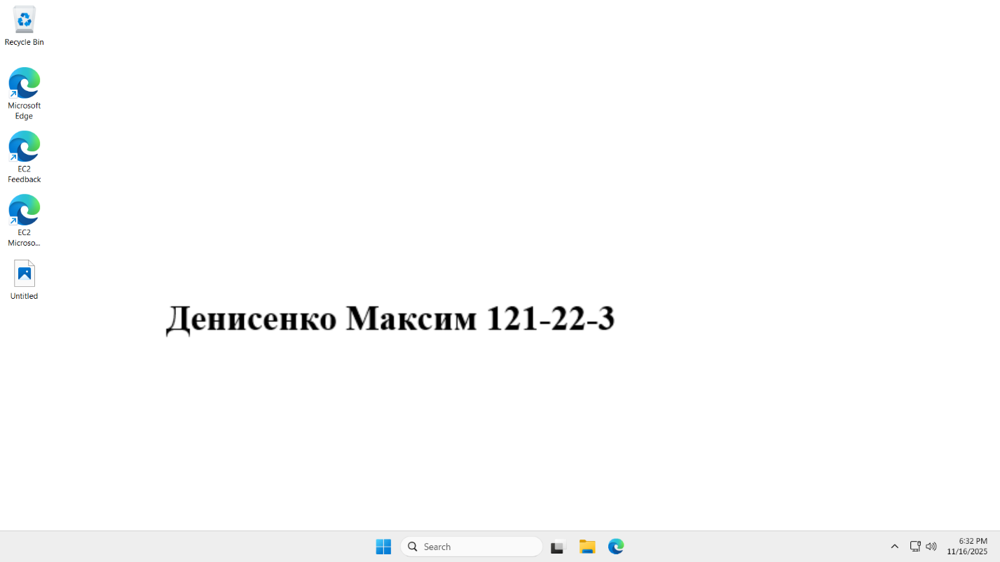 Recycle Bin
Microsoft
Edge
EC2
Feedback
EC2
Microso...
Untitled
Денисенко Максим 121-22-3
Search
6:32 PM
11/16/2025